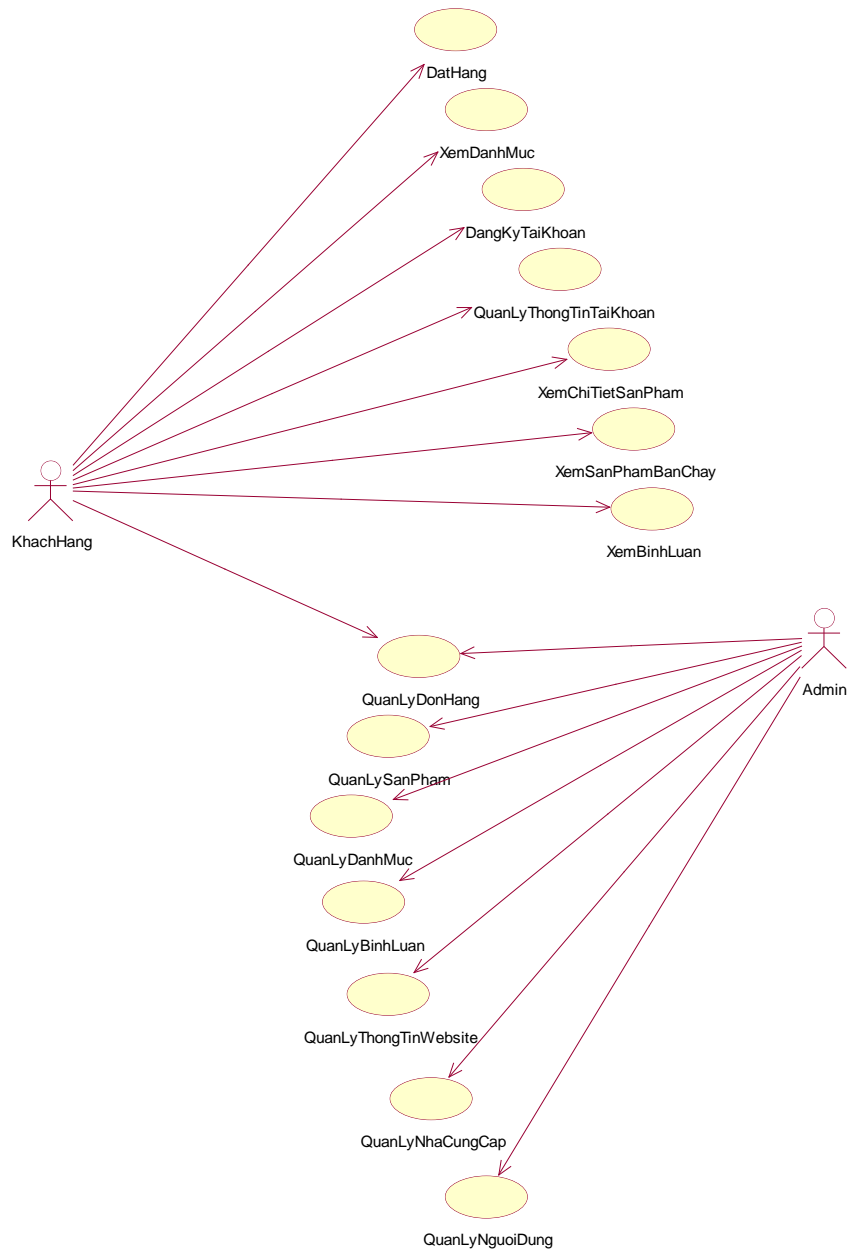 DatHang
XemDanhMuc
DangKyTaiKhoan
QuanLyThongTinTaiKhoan
XemChiTietSanPham
XemSanPhamBanChay
KhachHang
XemBinhLuan
Admin
QuanLyDonHang
QuanLySanPham
QuanLyDanhMuc
QuanLyBinhLuan
QuanLyThongTinWebsite
QuanLyNhaCungCap
QuanLyNguoiDung